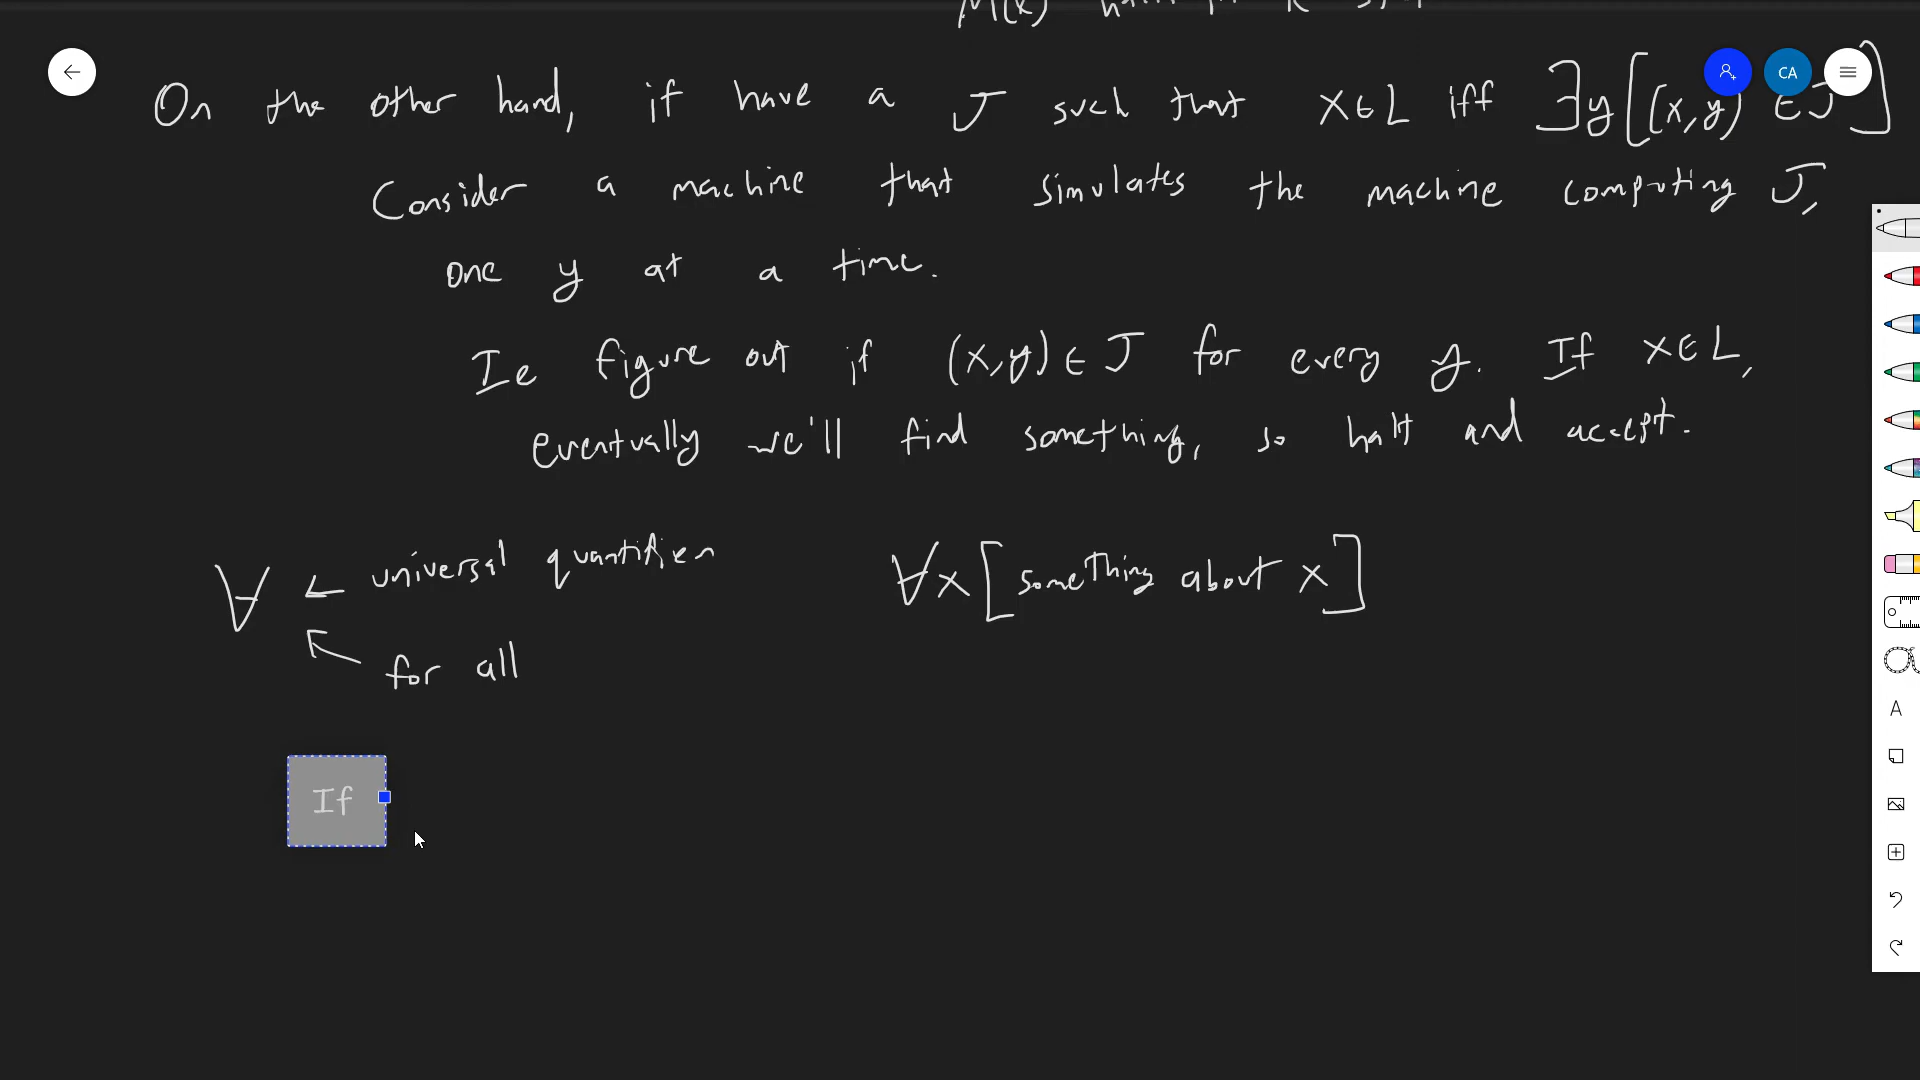 M(x)
CA
On the other hand, if have a J such that x∈L iff ∃y[(x,y) ∈J]
Consider a machine that simulates the machine computing J,
one y at a time.
Ie figure out if (x,y)∈J for every y. If x∈L,
eventually we'll find something, so halt and accept.
∀ ← universal quantifier
∀x[something about x]
for all
If
A